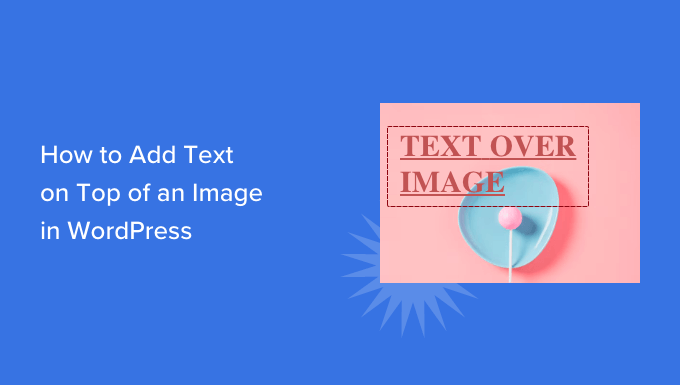 How to Add Text
on Top of an Image
in WordPress
TEXT OVER
IMAGE